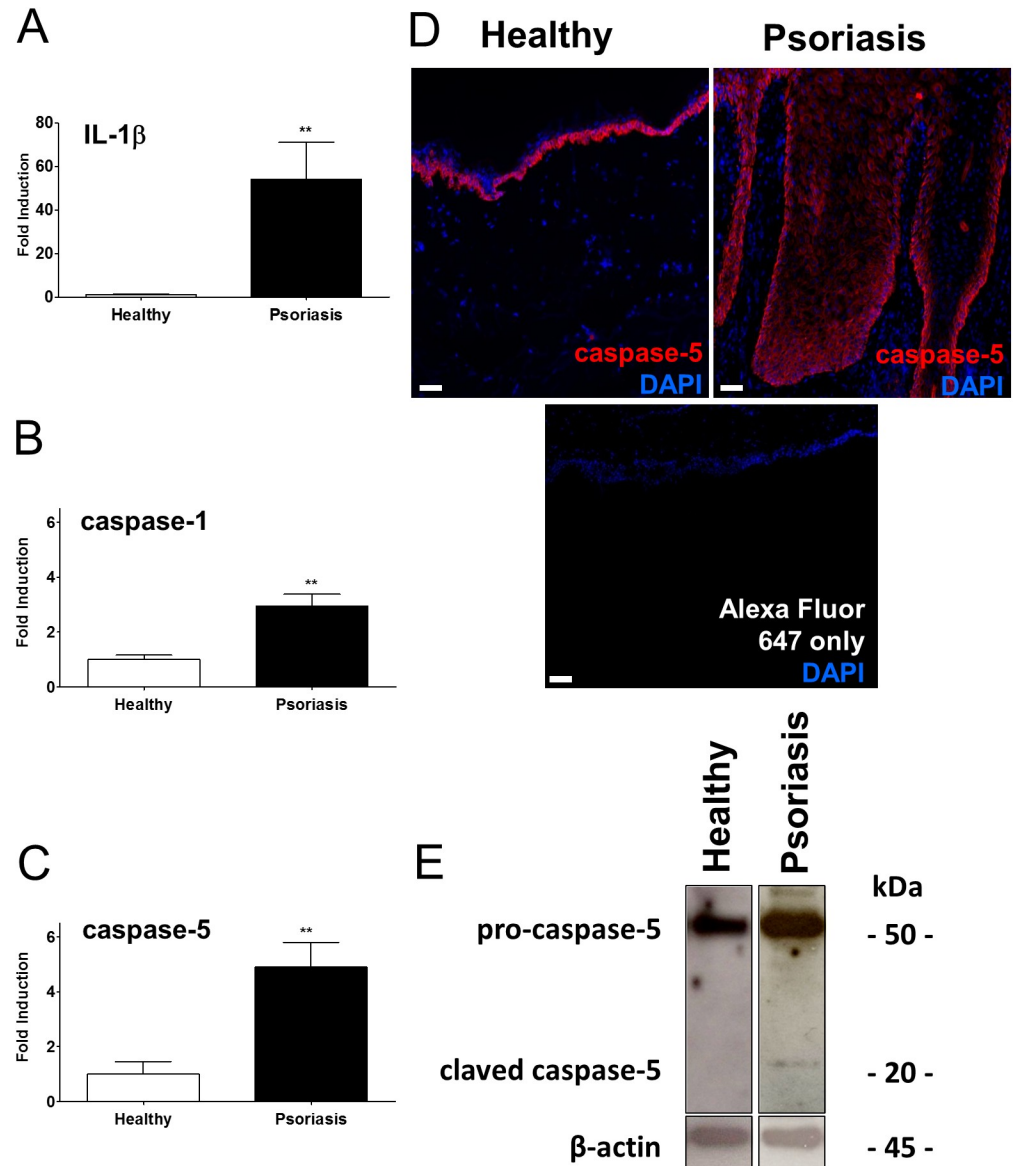 A
IL-1β
**
Fold Induction
80
60
40
20
0
Healthy
Psoriasis
B
caspase-1
**
Fold Induction
6
4
2
0
Healthy
Psoriasis
C
caspase-5
**
Fold Induction
6
4
2
0
Healthy
Psoriasis
D
Healthy
Psoriasis
caspase-5
DAPI
caspase-5
DAPI
Alexa Fluor
647 only
DAPI
E
Healthy
Psoriasis
kDa
pro-caspase-5
- 50 -
claved caspase-5
- 20 -
β-actin
- 45 -